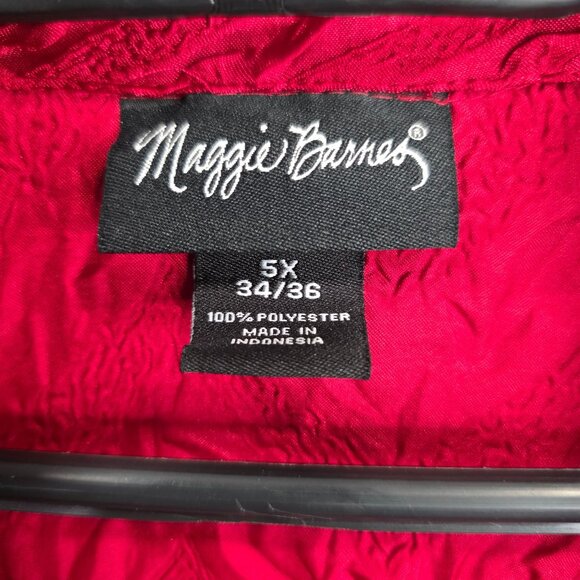 Maggie Barnes®
5X
34/36
100% POLYESTER
MADE IN
INDONESIA